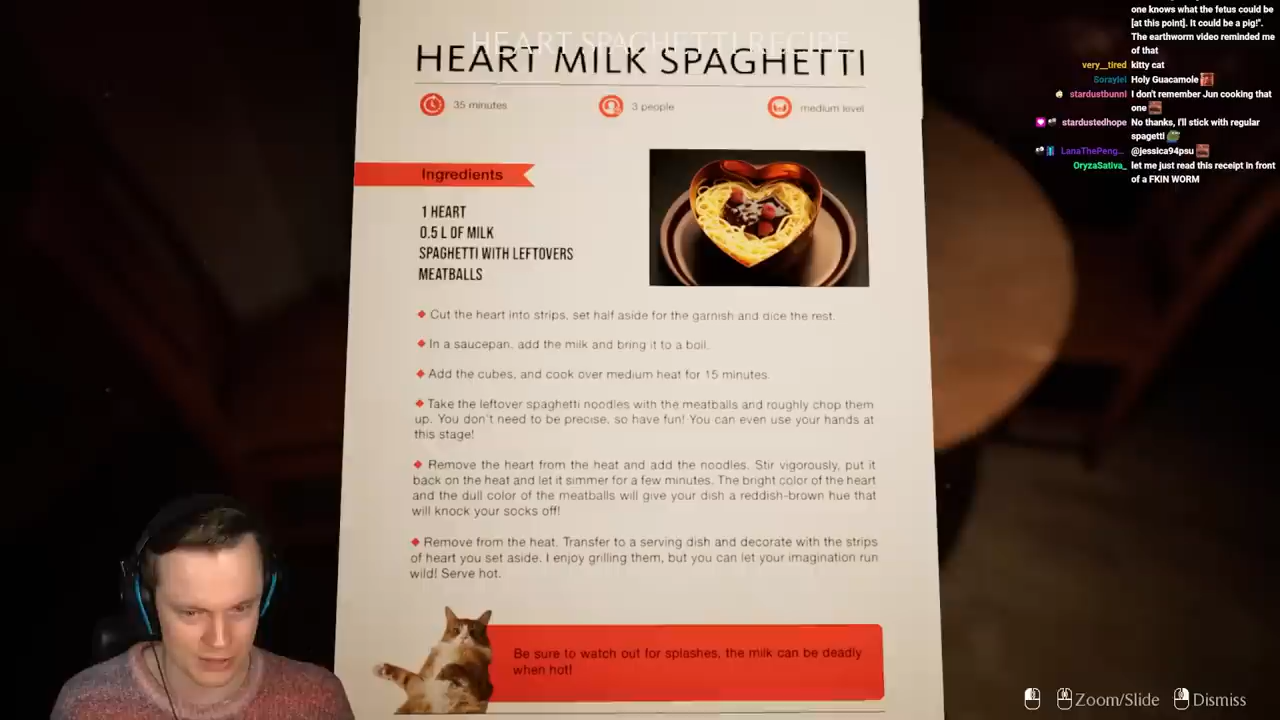 HEART SPAGHETTI RECIPE
HEART MILK SPAGHETTI
35 minutes
3 people
medium level
Ingredients
1 HEART
0.5 L OF MILK
SPAGHETTI WITH LEFTOVERS
MEATBALLS
Cut the heart into strips, set half aside for the garnish and dice the rest.
In a saucepan, add the milk and bring it to a boil.
Add the cubes, and cook over medium heat for 15 minutes.
Take the leftover spaghetti noodles with the meatballs and roughly chop them
up. You don't need to be precise, so have fun! You can even use your hands at
this stage!
Remove the heart from the heat and add the noodles. Stir vigorously, put it
back on the heat and let it simmer for a few minutes. The bright color of the heart
and the dull color of the meatballs will give your dish a reddish-brown hue that
will knock your socks off!
Remove from the heat. Transfer to a serving dish and decorate with the strips
of heart you set aside. I enjoy grilling them, but you can let your imagination run
wild! Serve hot.
Be sure to watch out for splashes, the milk can be deadly
when hot!
one knows what the fetus could be
[at this point]. It could be a pig!".
The earthworm video reminded me
of that
very__tired kitty cat
Soraylel Holy Guacamole
stardustbunni I don't remember Jun cooking that
one
stardustedhope No thanks, I'll stick with regular
spagetti
LanaThePeng... @jessica94psu
OryzaSativa_ let me just read this receipt in front
of a FKIN WORM
Zoom/Slide
Dismiss